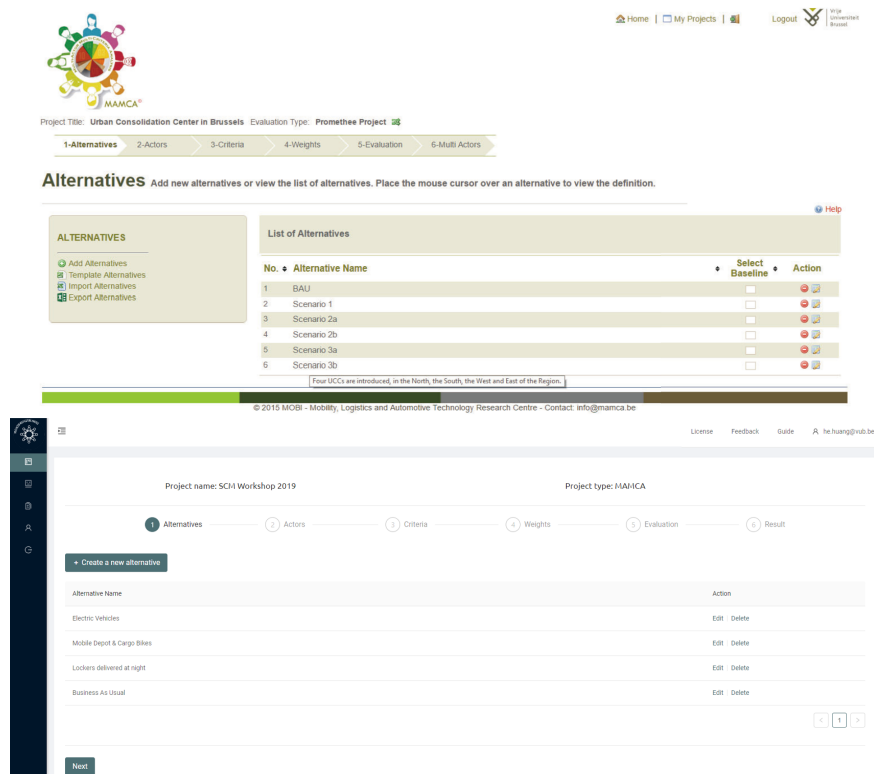 Home | My Projects | Logout
Vrije
Universiteit
Brussel
MAMCA®
Project Title: Urban Consolidation Center in Brussels Evaluation Type: Promethee Project
1-Alternatives 2-Actors 3-Criteria 4-Weights 5-Evaluation 6-Multi Actors
Alternatives Add new alternatives or view the list of alternatives. Place the mouse cursor over an alternative to view the definition.
Help
ALTERNATIVES
Add Alternatives
Template Alternatives
Import Alternatives
Export Alternatives
List of Alternatives
No. Alternative Name Select Baseline Action
1 BAU
2 Scenario 1
3 Scenario 2a
4 Scenario 2b
5 Scenario 3a
6 Scenario 3b
Four UCCs are introduced, in the North, the South, the West and East of the Region.
© 2015 MOBI - Mobility, Logistics and Automotive Technology Research Centre - Contact: info@mamca.be
License Feedback Guide he.huang@vub.be
Project name: SCM Workshop 2019 Project type: MAMCA
1 Alternatives 2 Actors 3 Criteria 4 Weights 5 Evaluation 6 Result
+ Create a new alternative
Alternative Name Action
Electric Vehicles Edit Delete
Mobile Depot & Cargo Bikes Edit Delete
Lockers delivered at night Edit Delete
Business As Usual Edit Delete
< 1 >
Next